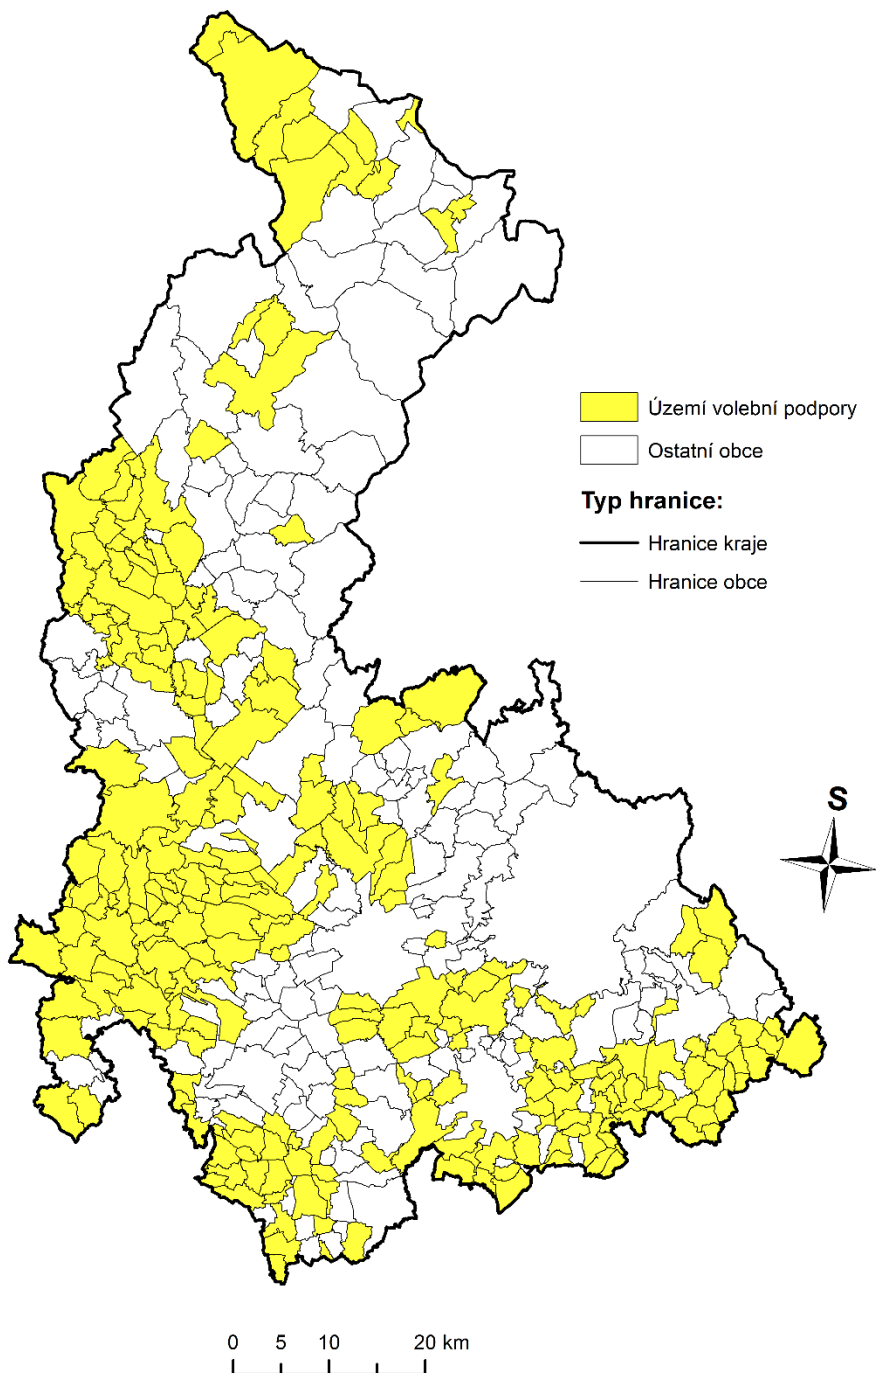 Území volební podpory
Ostatní obce
Typ hranice:
Hranice kraje
Hranice obce
S
0 5 10 20 km